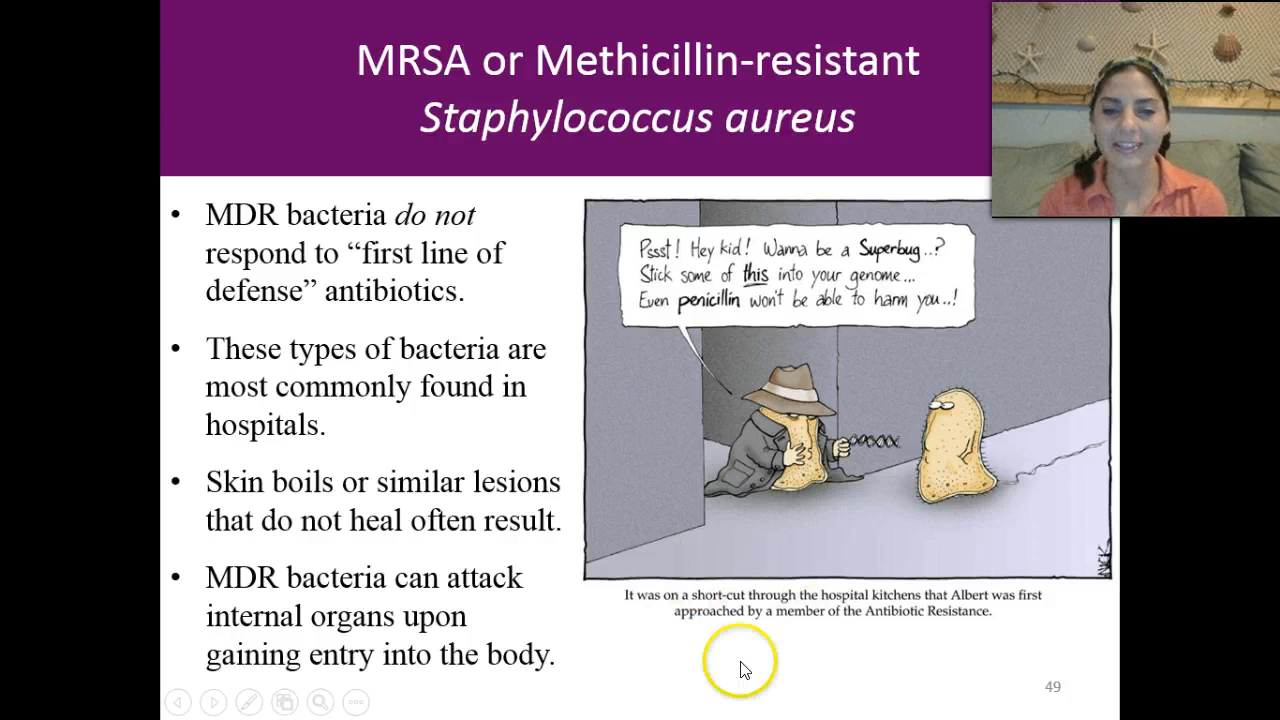 MRSA or Methicillin-resistant
Staphylococcus aureus
• MDR bacteria do not
respond to “first line of
defense” antibiotics.
• These types of bacteria are
most commonly found in
hospitals.
• Skin boils or similar lesions
that do not heal often result.
• MDR bacteria can attack
internal organs upon
gaining entry into the body.
Pssst! Hey kid! Wanna be a Superbug..?
Stick some of this into your genome...
Even penicillin won't be able to harm you..!
NICK
It was on a short-cut through the hospital kitchens that Albert was first
approached by a member of the Antibiotic Resistance.
49